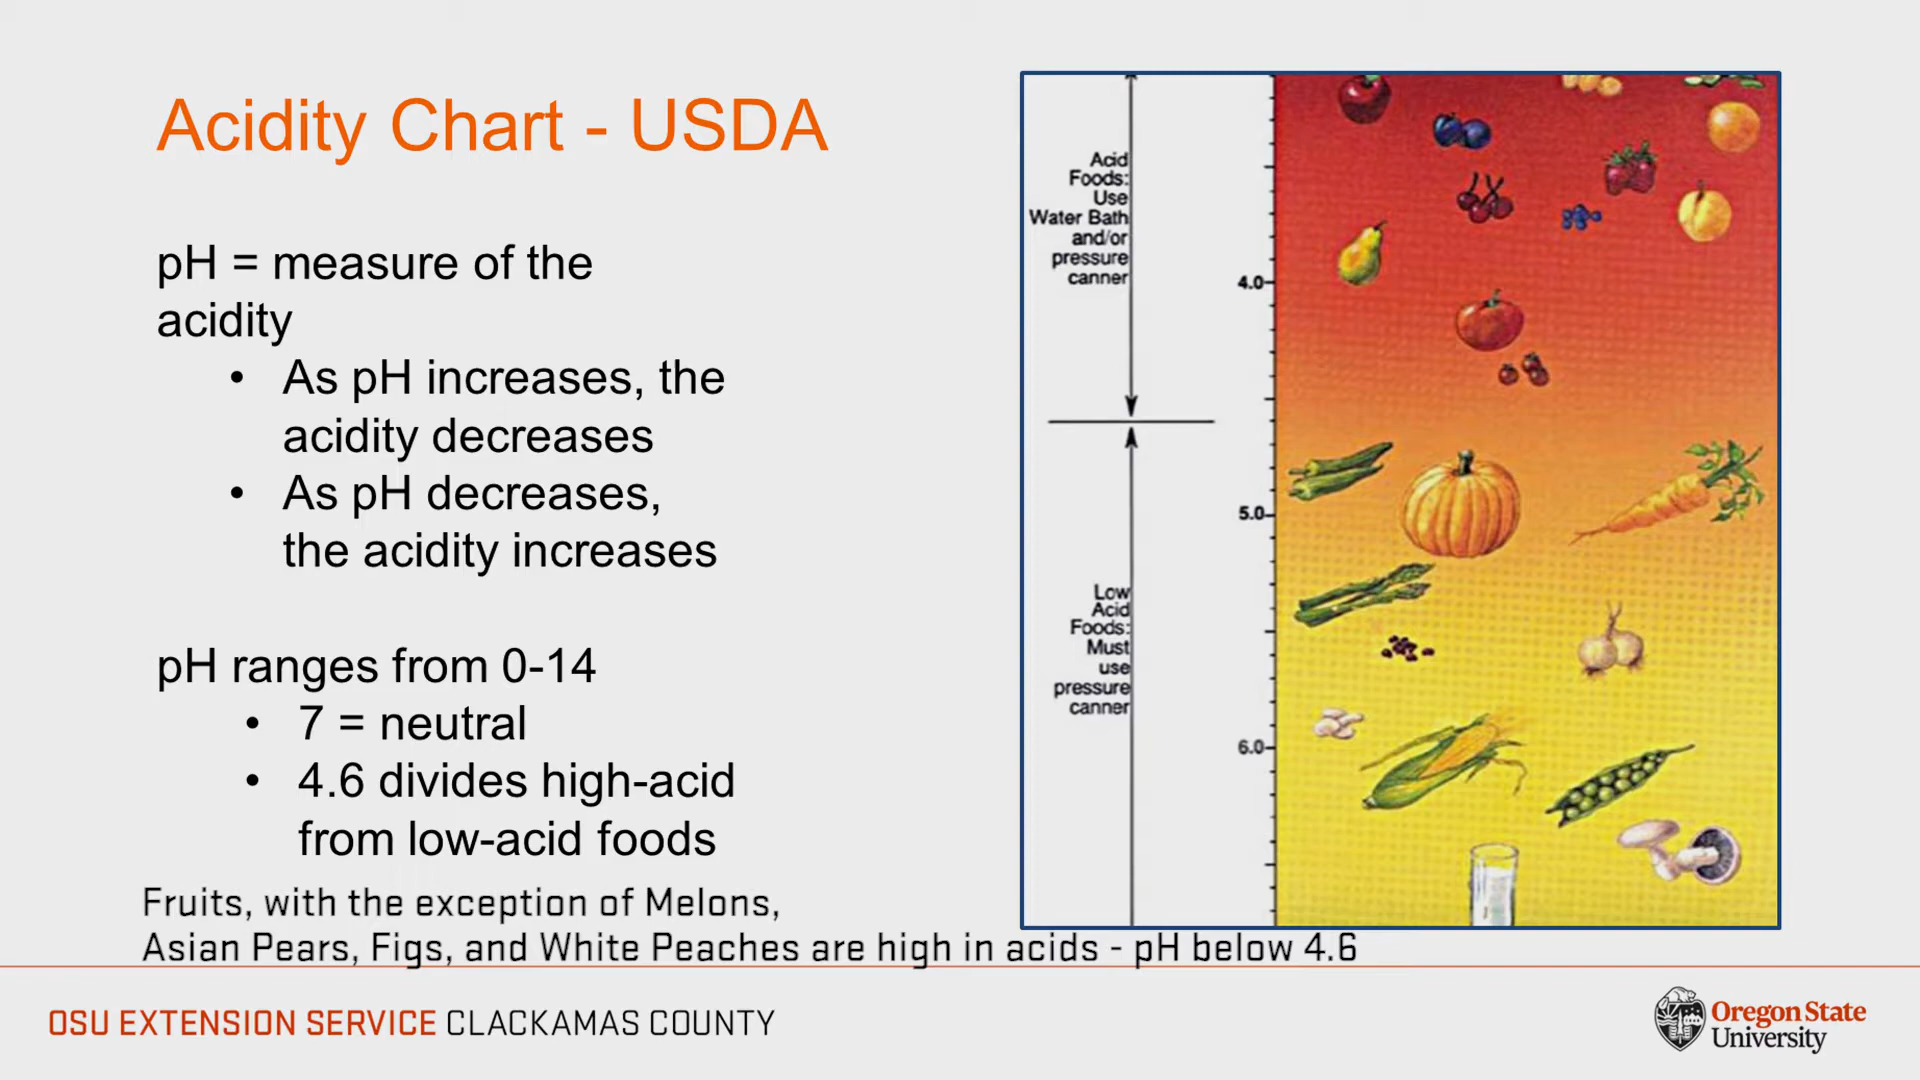 Acidity Chart - USDA
pH = measure of the
acidity
• As pH increases, the
acidity decreases
• As pH decreases,
the acidity increases
pH ranges from 0-14
• 7 = neutral
• 4.6 divides high-acid
from low-acid foods
Fruits, with the exception of Melons,
Asian Pears, Figs, and White Peaches are high in acids - pH below 4.6
Acid
Foods:
Use
Water Bath
and/or
pressure
canner
4.0
5.0
Low
Acid
Foods:
Must
use
pressure
canner
6.0
OSU EXTENSION SERVICE CLACKAMAS COUNTY
Oregon State
University